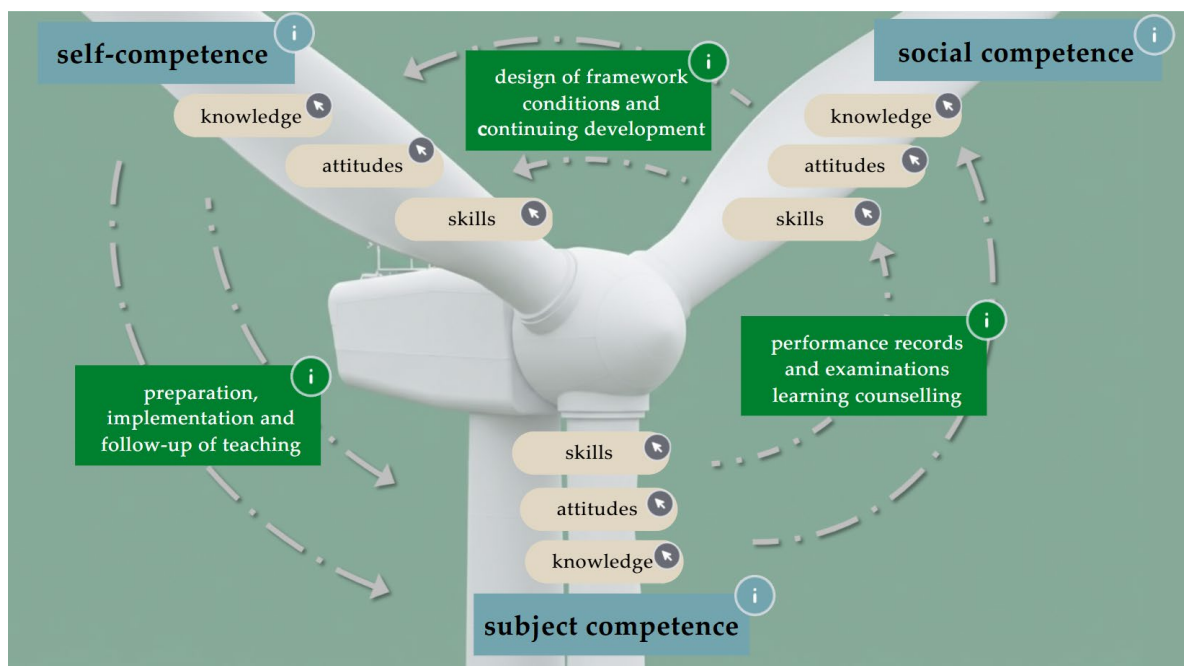 self-competence
i
knowledge
attitudes
skills
design of framework
conditions and
continuing development
i
social competence
i
knowledge
attitudes
skills
preparation,
implementation and
follow-up of teaching
i
performance records
and examinations
learning counselling
i
skills
attitudes
knowledge
subject competence
i